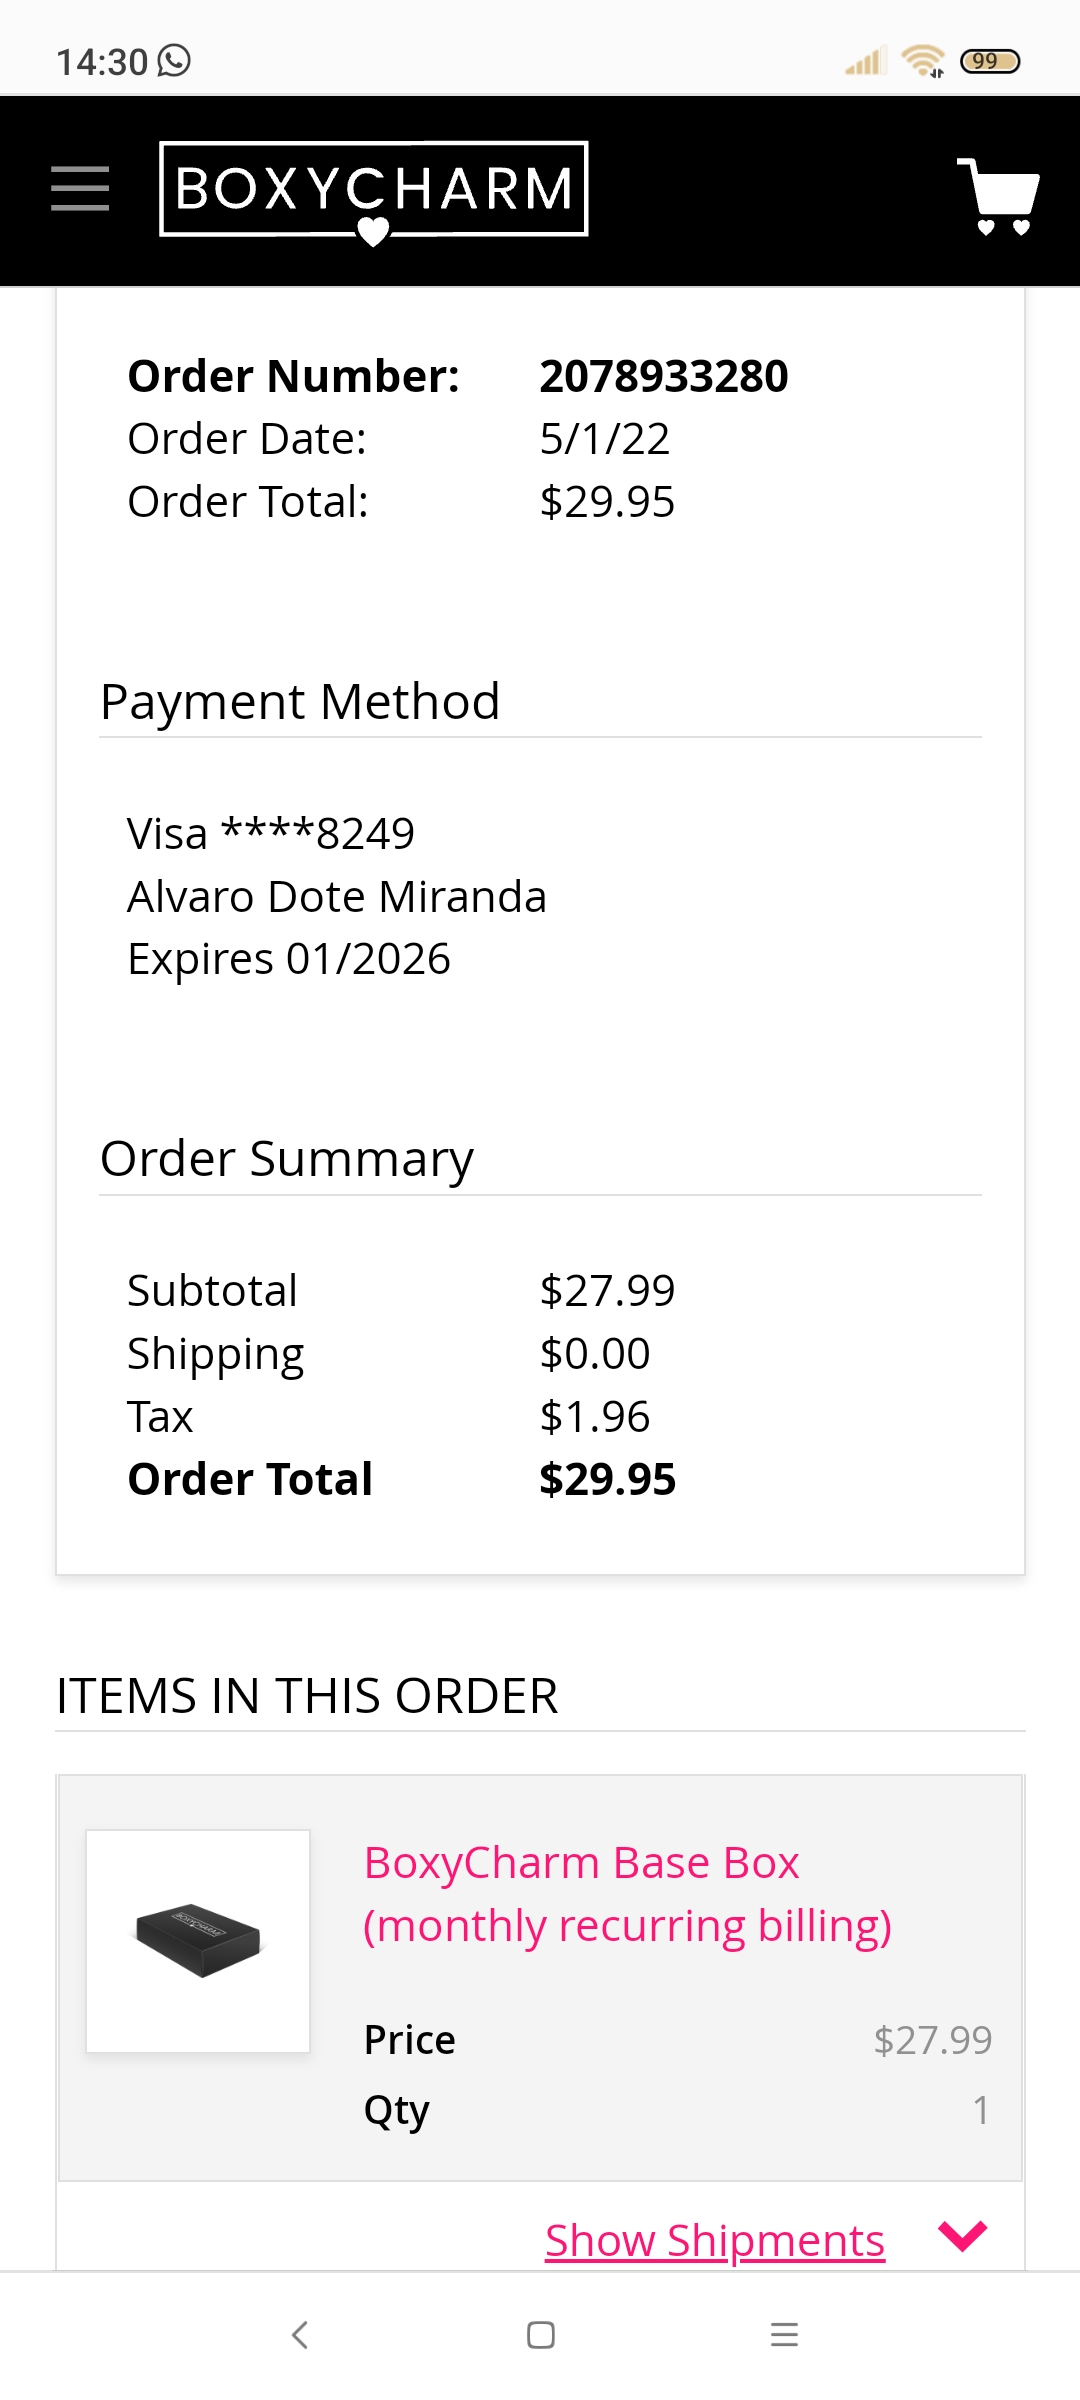 14:30
99
BOXYCHARM
Order Number: 2078933280
Order Date: 5/1/22
Order Total: $29.95
Payment Method
Visa ****8249
Alvaro Dote Miranda
Expires 01/2026
Order Summary
Subtotal $27.99
Shipping $0.00
Tax $1.96
Order Total $29.95
ITEMS IN THIS ORDER
BOXYCHARM
BoxyCharm Base Box
(monthly recurring billing)
Price $27.99
Qty 1
Show Shipments